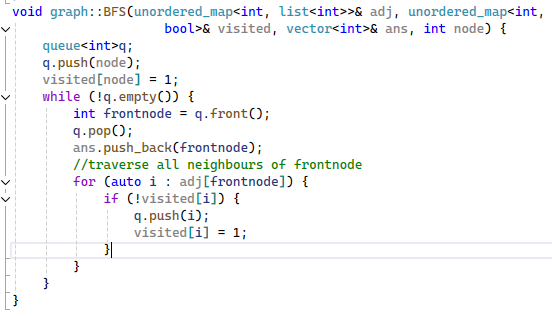 void graph::BFS(unordered_map<int, list<int>>& adj, unordered_map<int,
bool>& visited, vector<int>& ans, int node) {
queue<int>q;
q.push(node);
visited[node] = 1;
while (!q.empty()) {
int frontnode = q.front();
q.pop();
ans.push_back(frontnode);
//traverse all neighbours of frontnode
for (auto i : adj[frontnode]) {
if (!visited[i]) {
q.push(i);
visited[i] = 1;
}
}
}
}